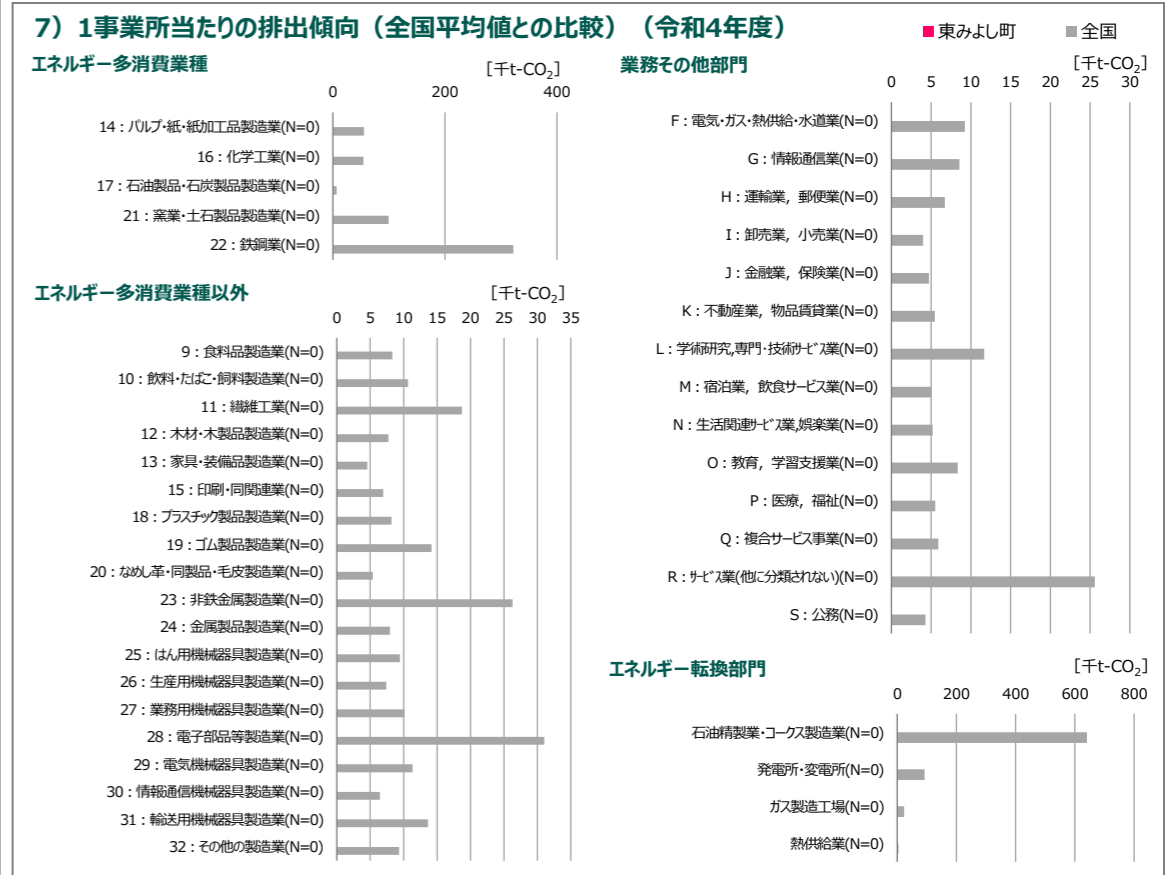 7）1事業所当たりの排出傾向（全国平均値との比較）（令和4年度）
■東みよし町 ■全国
エネルギー多消費業種
[千t-CO₂]
0 200 400
14：パルプ・紙・紙加工品製造業(N=0)
16：化学工業(N=0)
17：石油製品・石炭製品製造業(N=0)
21：窯業・土石製品製造業(N=0)
22：鉄鋼業(N=0)
エネルギー多消費業種以外
[千t-CO₂]
0 5 10 15 20 25 30 35
9：食料品製造業(N=0)
10：飲料・たばこ・飼料製造業(N=0)
11：繊維工業(N=0)
12：木材・木製品製造業(N=0)
13：家具・装備品製造業(N=0)
15：印刷・同関連業(N=0)
18：プラスチック製品製造業(N=0)
19：ゴム製品製造業(N=0)
20：なめし革・同製品・毛皮製造業(N=0)
23：非鉄金属製造業(N=0)
24：金属製品製造業(N=0)
25：はん用機械器具製造業(N=0)
26：生産用機械器具製造業(N=0)
27：業務用機械器具製造業(N=0)
28：電子部品等製造業(N=0)
29：電気機械器具製造業(N=0)
30：情報通信機械器具製造業(N=0)
31：輸送用機械器具製造業(N=0)
32：その他の製造業(N=0)
業務その他部門
[千t-CO₂]
0 5 10 15 20 25 30
F：電気・ガス・熱供給・水道業(N=0)
G：情報通信業(N=0)
H：運輸業，郵便業(N=0)
I：卸売業，小売業(N=0)
J：金融業，保険業(N=0)
K：不動産業，物品賃貸業(N=0)
L：学術研究,専門・技術ｻｰﾋﾞｽ業(N=0)
M：宿泊業，飲食サービス業(N=0)
N：生活関連ｻｰﾋﾞｽ業,娯楽業(N=0)
O：教育，学習支援業(N=0)
P：医療，福祉(N=0)
Q：複合サービス事業(N=0)
R：ｻｰﾋﾞｽ業(他に分類されない)(N=0)
S：公務(N=0)
エネルギー転換部門
[千t-CO₂]
0 200 400 600 800
石油精製業・コークス製造業(N=0)
発電所・変電所(N=0)
ガス製造工場(N=0)
熱供給業(N=0)